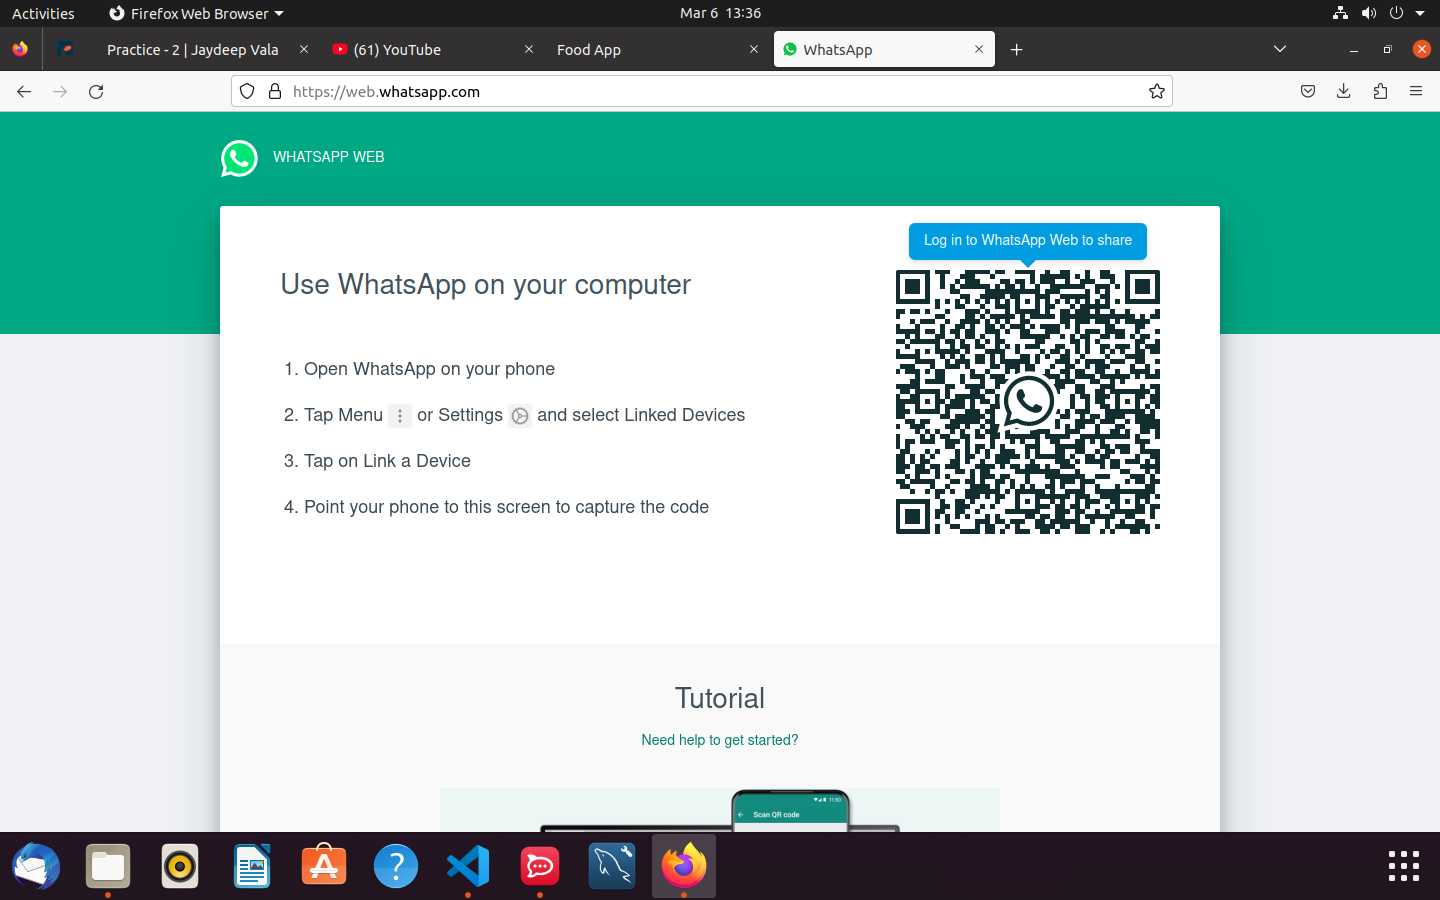 Activities
Firefox Web Browser
Mar 6 13:36
Practice - 2 | Jaydeep Vala
(61) YouTube
Food App
WhatsApp
https://web.whatsapp.com
WHATSAPP WEB
Log in to WhatsApp Web to share
Use WhatsApp on your computer
1. Open WhatsApp on your phone
2. Tap Menu or Settings and select Linked Devices
3. Tap on Link a Device
4. Point your phone to this screen to capture the code
Tutorial
Need help to get started?
11:50
Scan QR code